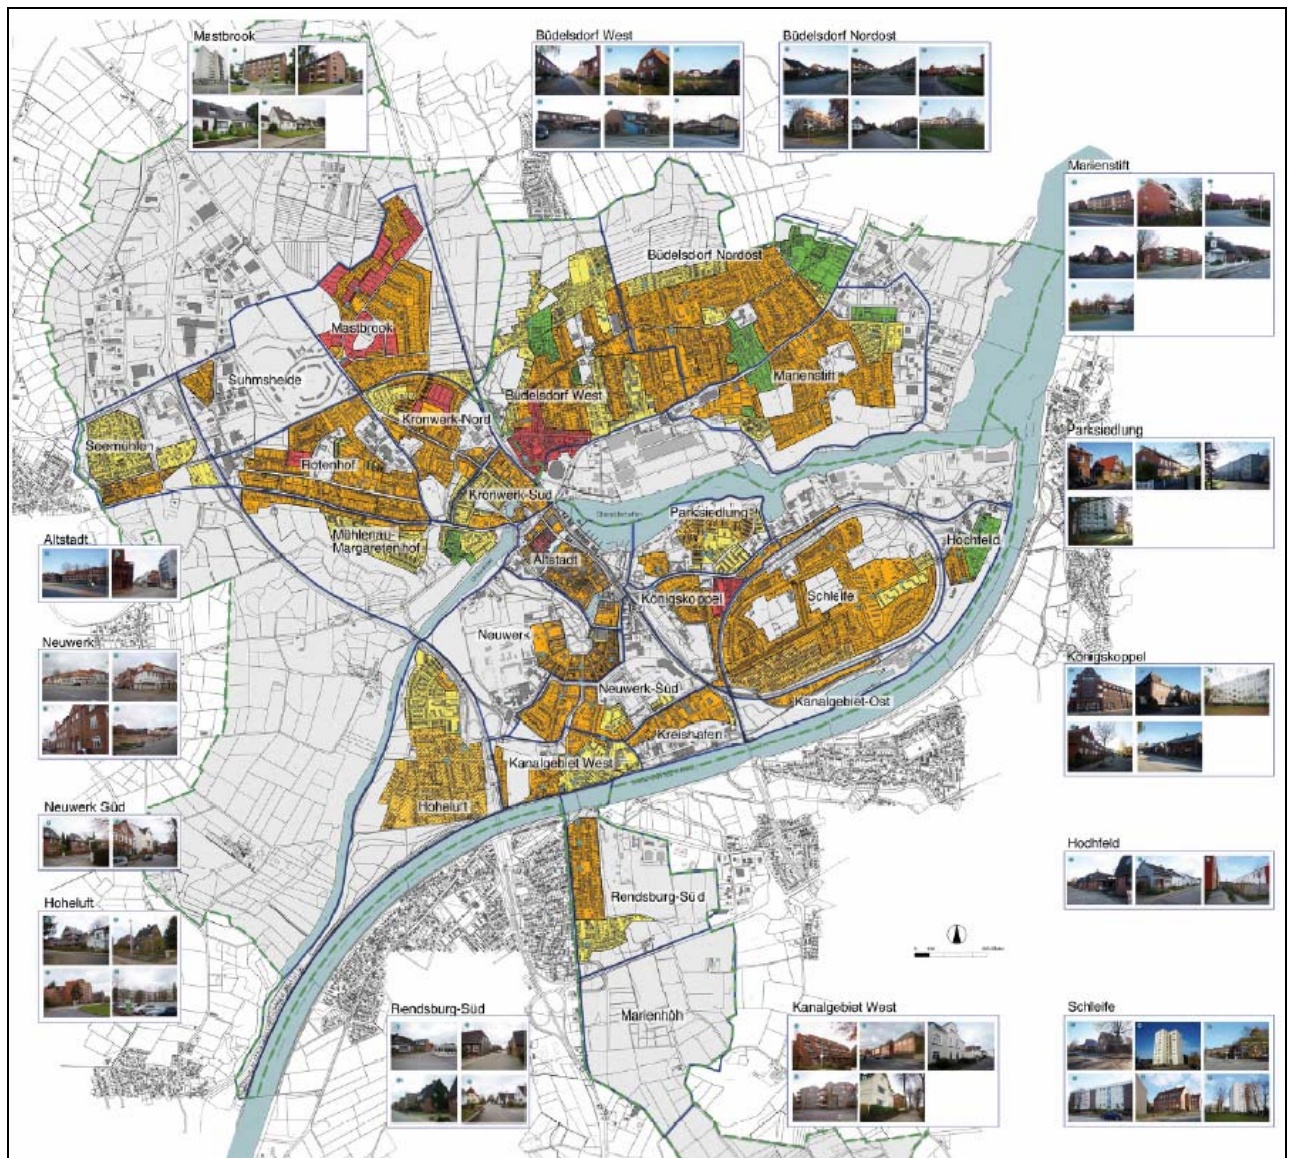 Mastbrook
Büdelsdorf West
Büdelsdorf Nordost
Marienstift
Büdelsdorf Nordost
Mastbrook
Suhmsheide
Marienstift
Büdelsdorf West
Kronwerk-Nord
Seemühlen
Rotenhof
Parksiedlung
Kronwerk-Süd
Parksiedlung
Mühlenau-
Margaretenhof
Altstadt
Hochfeld
Altstadt
Königskoppel
Schleife
Neuwerk
Neuwerk
Königskoppel
Neuwerk-Süd
Kanalgebiet-Ost
Kreishafen
Kanalgebiet West
Neuwerk Süd
Hoheluft
Hodhfeld
Hoheluft
Rendsburg-Süd
Rendsburg-Süd
Marienhöh
Kanalgebiet West
Schleife